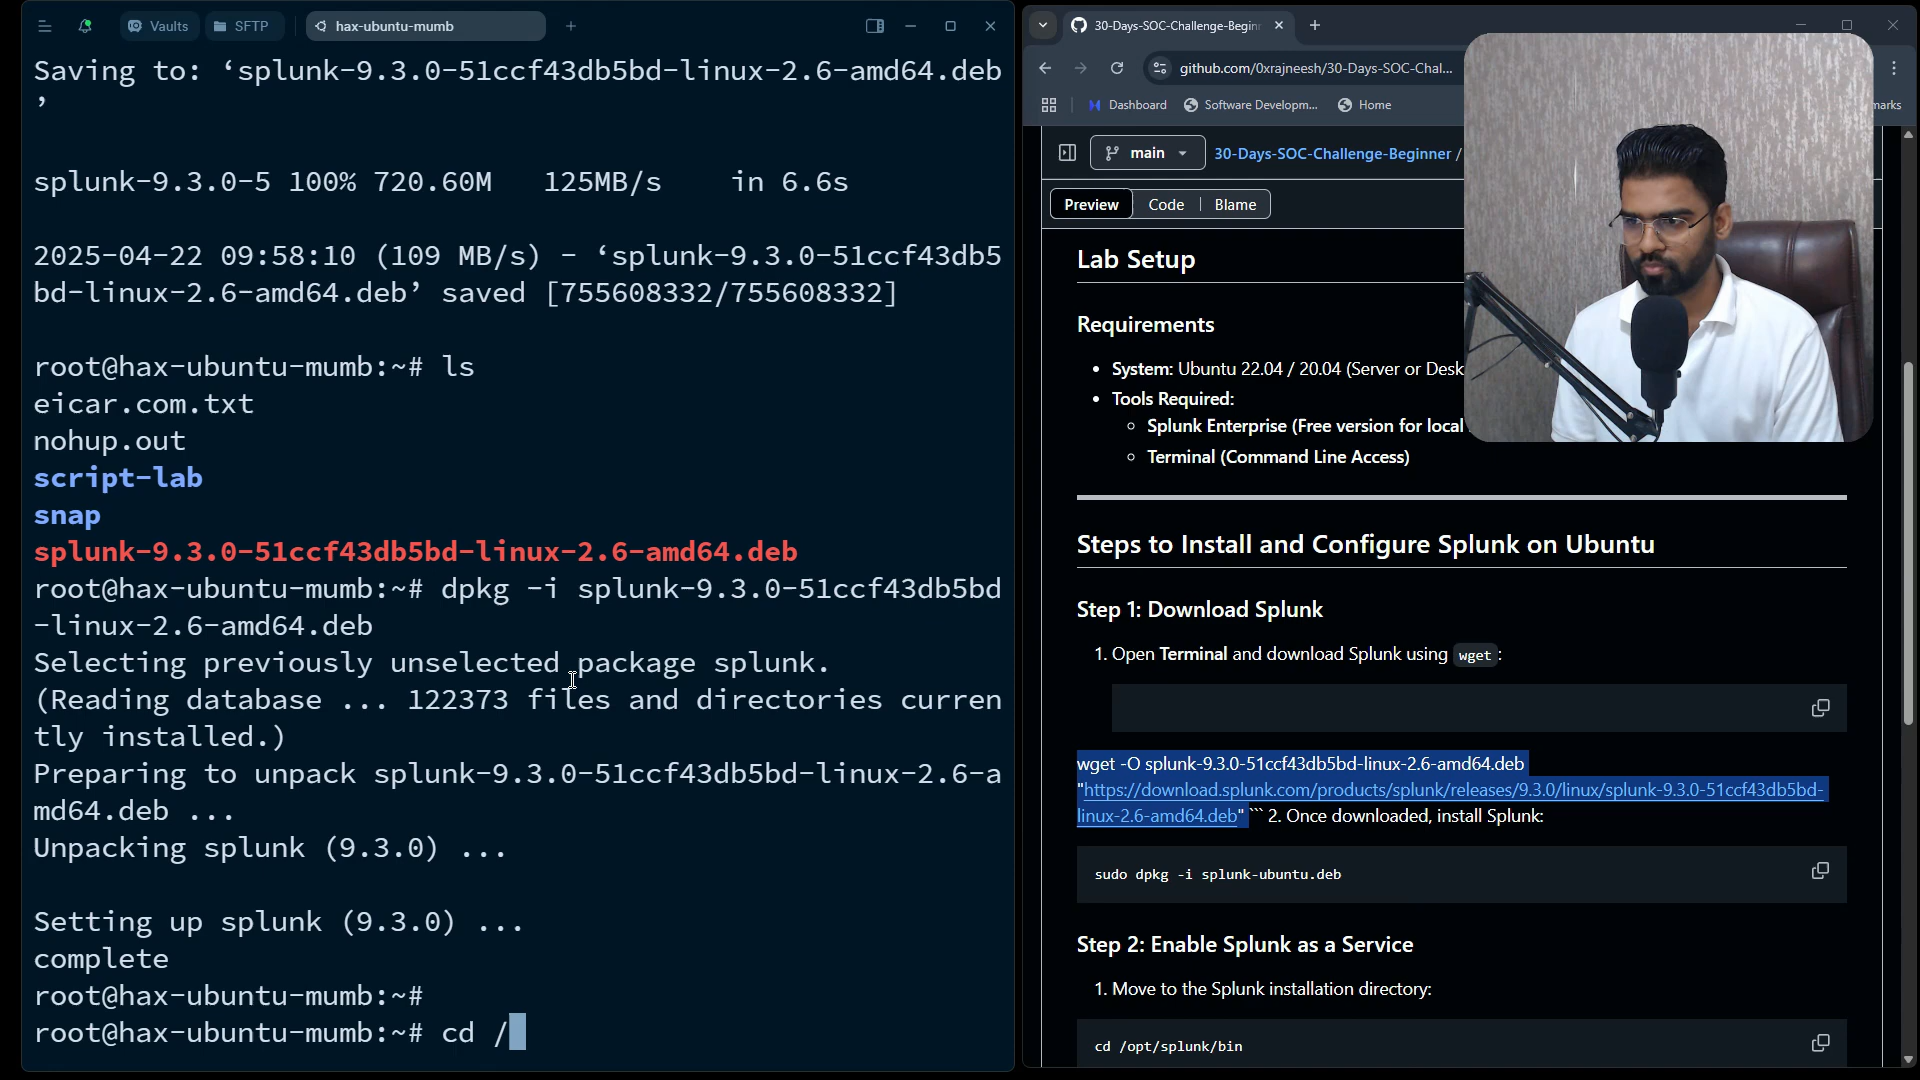 Vaults
SFTP
hax-ubuntu-mumb
Saving to: ‘splunk-9.3.0-51ccf43db5bd-linux-2.6-amd64.deb
’
splunk-9.3.0-5 100% 720.60M 125MB/s in 6.6s
2025-04-22 09:58:10 (109 MB/s) - ‘splunk-9.3.0-51ccf43db5
bd-linux-2.6-amd64.deb’ saved [755608332/755608332]
root@hax-ubuntu-mumb:~# ls
eicar.com.txt
nohup.out
script-lab
snap
splunk-9.3.0-51ccf43db5bd-linux-2.6-amd64.deb
root@hax-ubuntu-mumb:~# dpkg -i splunk-9.3.0-51ccf43db5bd
-linux-2.6-amd64.deb
Selecting previously unselected package splunk.
(Reading database ... 122373 files and directories curren
tly installed.)
Preparing to unpack splunk-9.3.0-51ccf43db5bd-linux-2.6-a
md64.deb ...
Unpacking splunk (9.3.0) ...
Setting up splunk (9.3.0) ...
complete
root@hax-ubuntu-mumb:~#
root@hax-ubuntu-mumb:~# cd /
30-Days-SOC-Challenge-Beginn
github.com/0xrajneesh/30-Days-SOC-Chal...
Dashboard
Software Developm...
Home
marks
main
30-Days-SOC-Challenge-Beginner /
Preview
Code
Blame
Lab Setup
Requirements
• System: Ubuntu 22.04 / 20.04 (Server or Desk
• Tools Required:
○ Splunk Enterprise (Free version for local
○ Terminal (Command Line Access)
Steps to Install and Configure Splunk on Ubuntu
Step 1: Download Splunk
1. Open Terminal and download Splunk using wget:
wget -O splunk-9.3.0-51ccf43db5bd-linux-2.6-amd64.deb
"https://download.splunk.com/products/splunk/releases/9.3.0/linux/splunk-9.3.0-51ccf43db5bd-
linux-2.6-amd64.deb" ``` 2. Once downloaded, install Splunk:
sudo dpkg -i splunk-ubuntu.deb
Step 2: Enable Splunk as a Service
1. Move to the Splunk installation directory:
cd /opt/splunk/bin